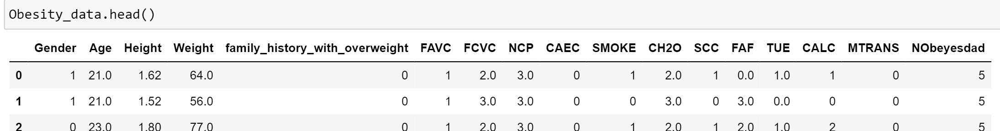 Obesity_data.head()
Gender Age Height Weight family_history_with_overweight FAVC FCVC NCP CAEC SMOKE CH2O SCC FAF TUE CALC MTRANS NObeyesdad
0 1 21.0 1.62 64.0 0 1 2.0 3.0 0 1 2.0 1 0.0 1.0 1 0 5
1 1 21.0 1.52 56.0 0 1 3.0 3.0 0 0 3.0 0 3.0 0.0 0 0 5
2 0 23.0 1.80 77.0 0 1 2.0 3.0 0 1 2.0 1 2.0 1.0 2 0 5